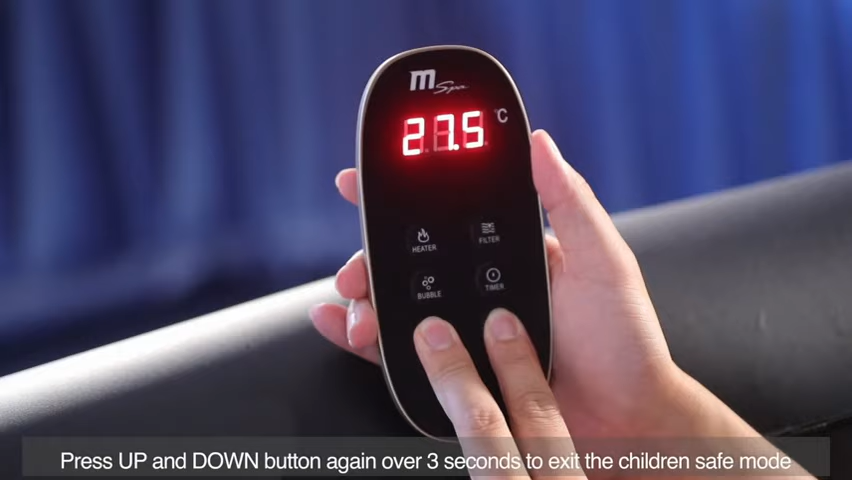 m Spa
27.5 °C
HEATER FILTER
BUBBLE TIMER
Press UP and DOWN button again over 3 seconds to exit the children safe mode